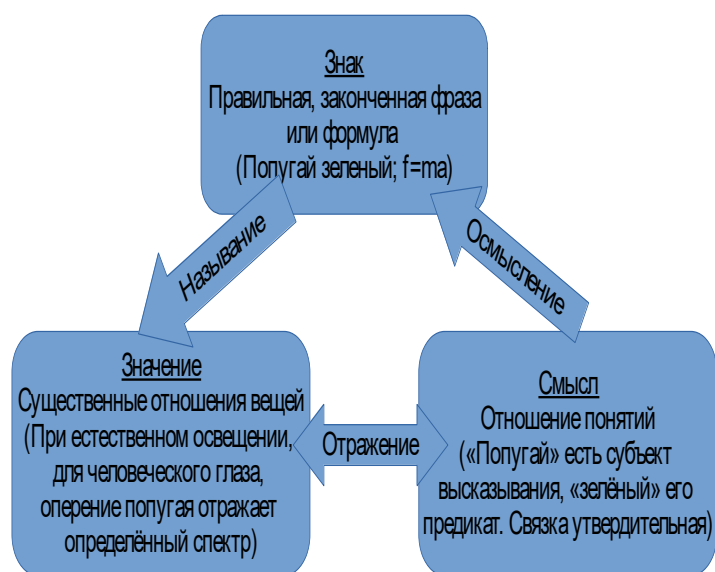 Знак
Правильная, законченная фраза
или формула
(Попугай зеленый; f=ma)
Называние
Осмысление
Значение
Существенные отношения вещей
(При естественном освещении,
для человеческого глаза,
оперение попугая отражает
определённый спектр)
Отражение
Смысл
Отношение понятий
(«Попугай» есть субъект
высказывания, «зелёный» его
предикат. Связка утвердительная)